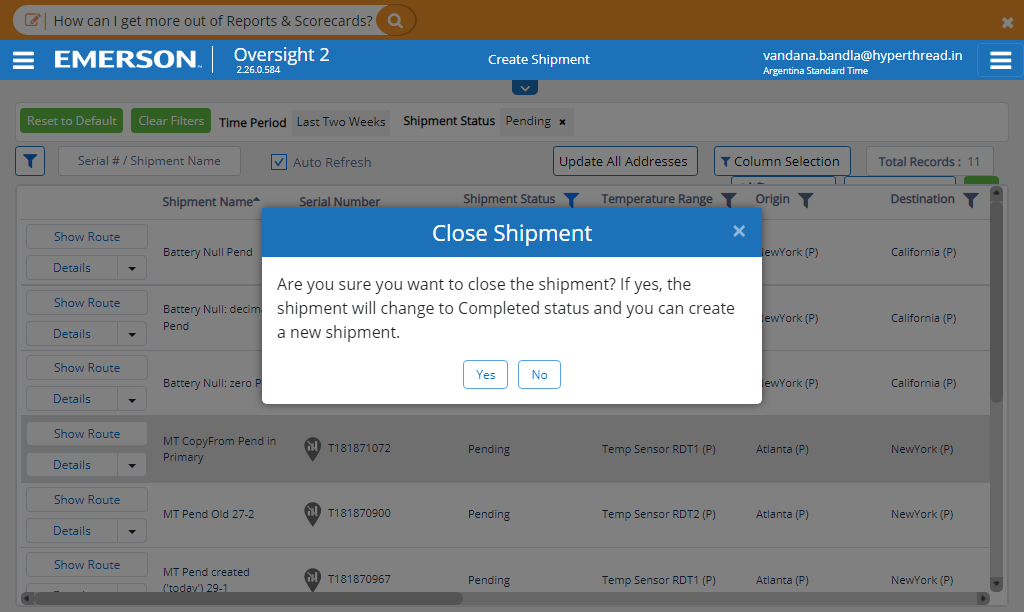 How can I get more out of Reports & Scorecards?
EMERSON
Oversight 2
2.26.0.584
Create Shipment
vandana.bandla@hyperthread.in
Argentina Standard Time
Reset to Default
Clear Filters
Time Period
Last Two Weeks
Shipment Status
Pending ×
Serial # / Shipment Name
Auto Refresh
Update All Addresses
Column Selection
Total Records : 11
Shipment Name
Serial Number
Shipment Status
Temperature Range
Origin
Destination
Show Route
Details
Battery Null Pend
NewYork (P)
California (P)
Show Route
Details
Battery Null: decim
Pend
NewYork (P)
California (P)
Show Route
Details
Battery Null: zero P
NewYork (P)
California (P)
Close Shipment ×
Are you sure you want to close the shipment? If yes, the
shipment will change to Completed status and you can create
a new shipment.
Yes
No
Show Route
Details
MT CopyFrom Pend in
Primary
T181871072
Pending
Temp Sensor RDT1 (P)
Atlanta (P)
NewYork (P)
Show Route
Details
MT Pend Old 27-2
T181870900
Pending
Temp Sensor RDT2 (P)
Atlanta (P)
NewYork (P)
Show Route
MT Pend created
('today') 29-1
T181870967
Pending
Temp Sensor RDT1 (P)
Atlanta (P)
NewYork (P)